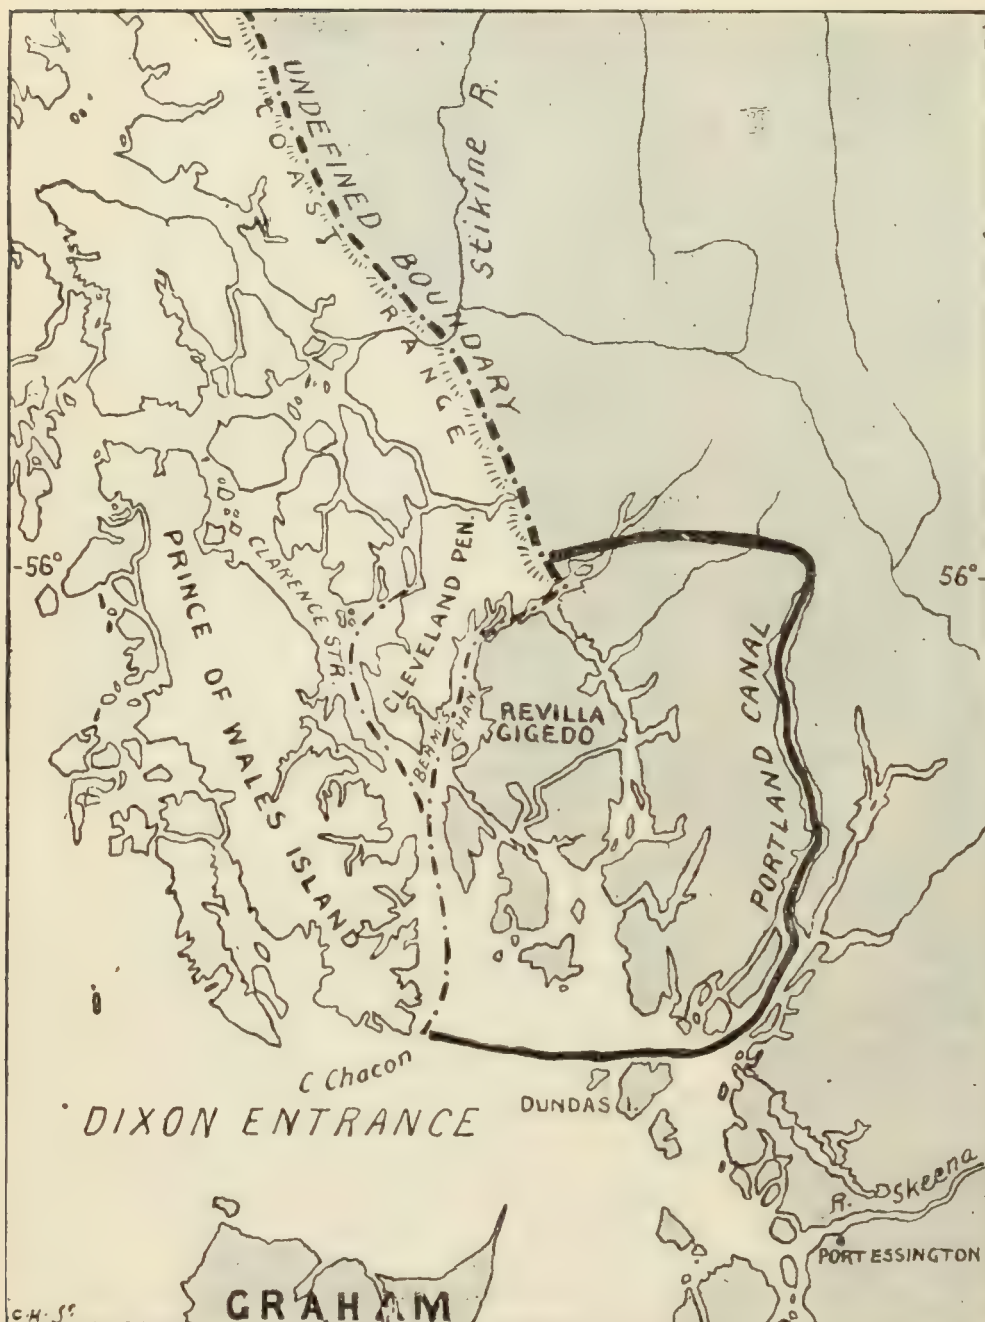 UNDEFINED BOUNDARY
COAST RANGE
Stikine R.
-56°
56°-
CLARENCE STR.
CLEVELAND PEN.
PRINCE OF WALES ISLAND
BEHM'S CHAN
REVILLA
GIGEDO
PORTLAND CANAL
C Chacon
DIXON ENTRANCE
DUNDAS I.
R. Skeena
PORT ESSINGTON
GRAHAM